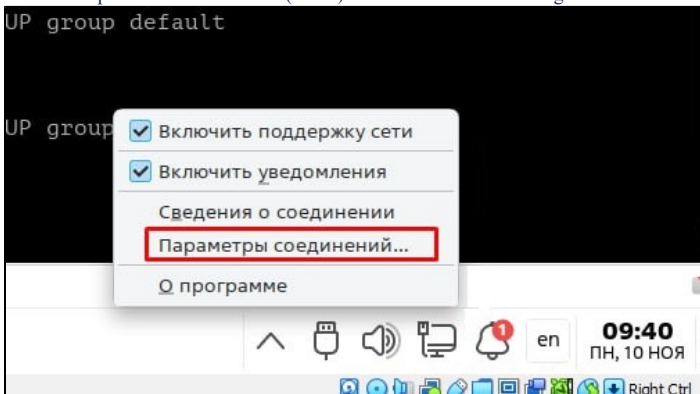 UP group default
UP group
Включить поддержку сети
Включить уведомления
Сведения о соединении
Параметры соединений...
О программе
1
en
09:40
ПН, 10 НОЯ
Right Ctrl